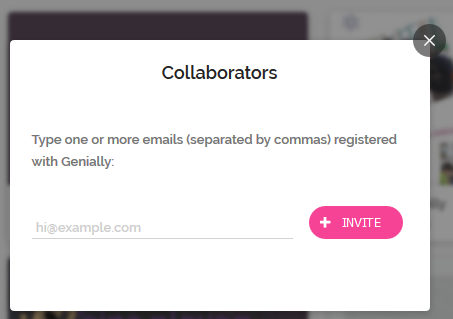 Collaborators
Type one or more emails (separated by commas) registered
with Genially:
hi@example.com
+ INVITE